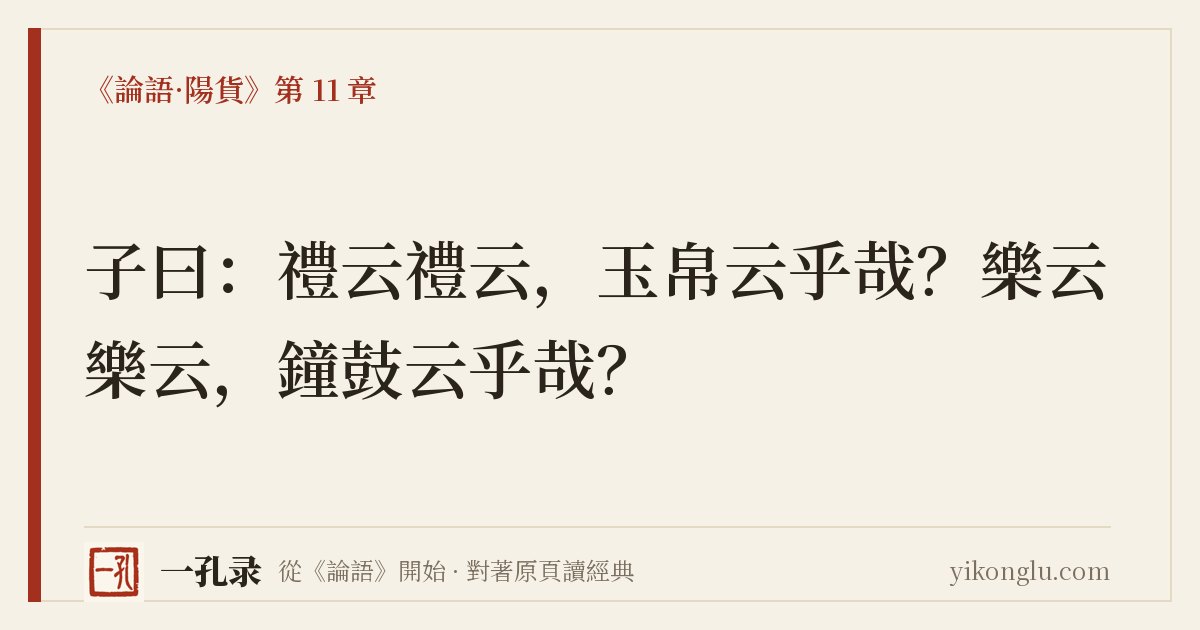 《論語·陽貨》第 11 章
子曰：禮云禮云，玉帛云乎哉？樂云
樂云，鐘鼓云乎哉？
一孔
一孔录 從《論語》開始 · 對著原頁讀經典 yikonglu.com